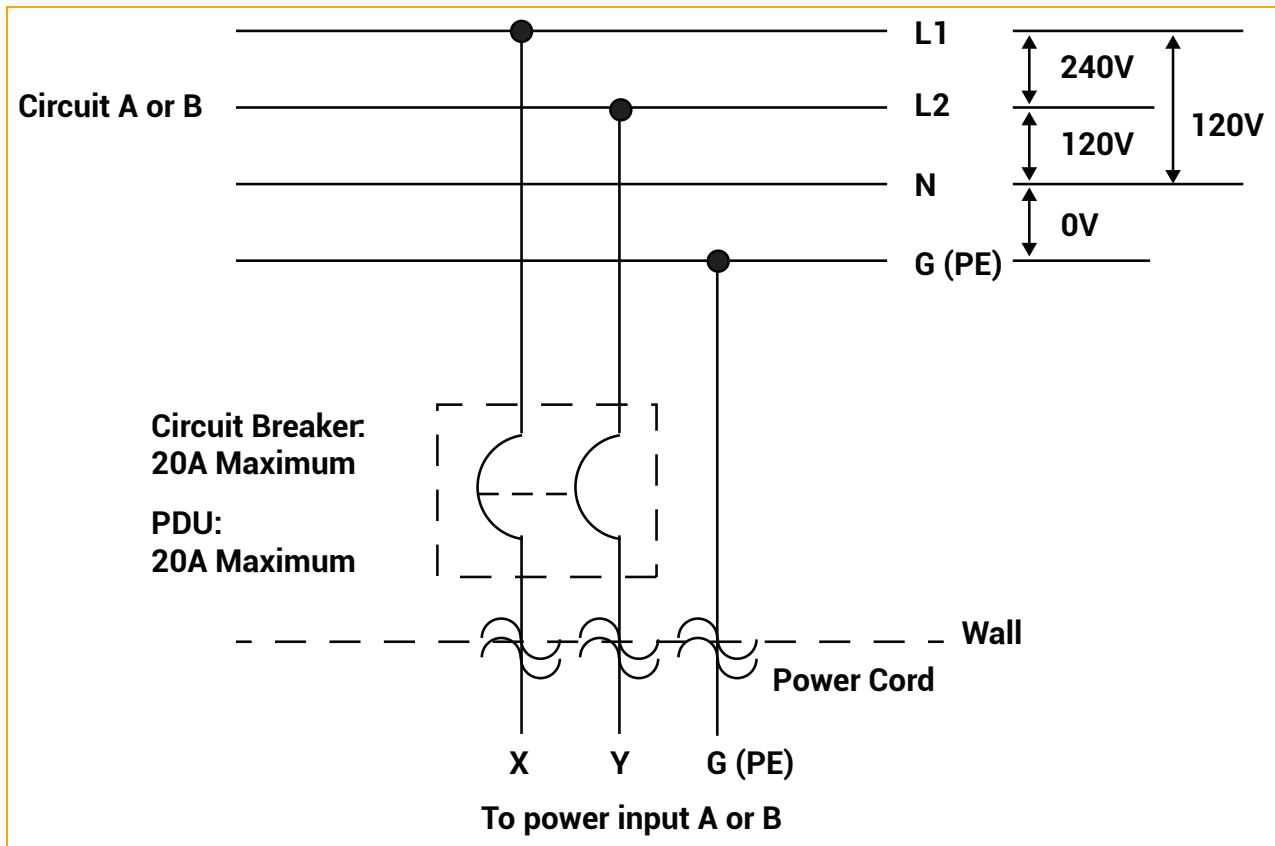 L1
240V
Circuit A or B
L2
120V
120V
N
0V
G (PE)
Circuit Breaker:
20A Maximum
PDU:
20A Maximum
Wall
Power Cord
X
Y
G (PE)
To power input A or B